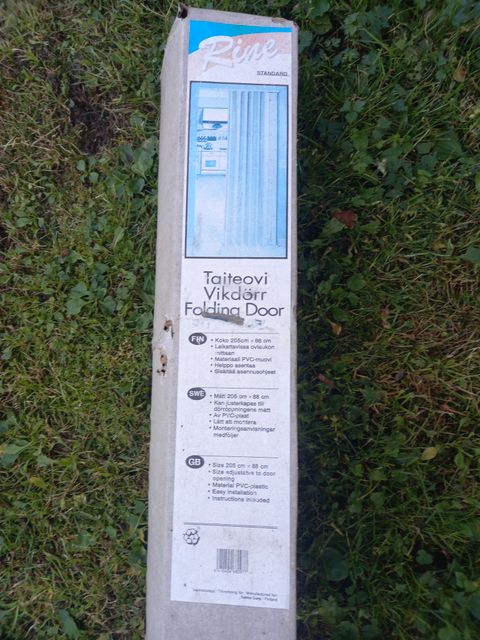 Rine
STANDARD
Taiteovi
Vikdörr
Folding Door
FIN
• Koko 205cm × 88 cm
• Leikattavissa oviaukon
mittaan
• Materiaali PVC-muovi
• Helppo asentaa
• Sisältää asennusohjeet
SWE
• Mått 205 cm × 88 cm
• Kan justerkapas till
dörröppningens mått
• Av PVC-plast
• Lätt att montera
• Monteringsanvisningar
medföljer
GB
• Size 205 cm × 88 cm
• Size adjustable to door
opening
• Material PVC-plastic
• Easy installation
• Instructions included
Manufactured for:
Finland